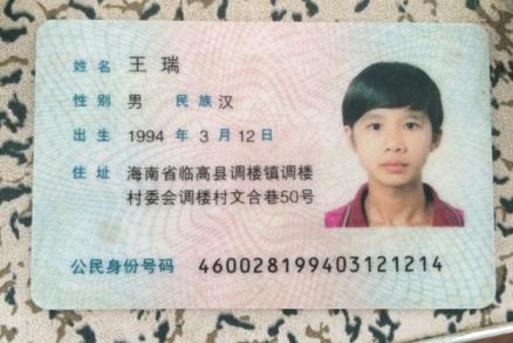 姓名 王瑞
性别 男 民族 汉
出生 1994 年 3 月 12 日
住址 海南省临高县调楼镇调楼
村委会调楼村文合巷50号
公民身份号码 460028199403121214